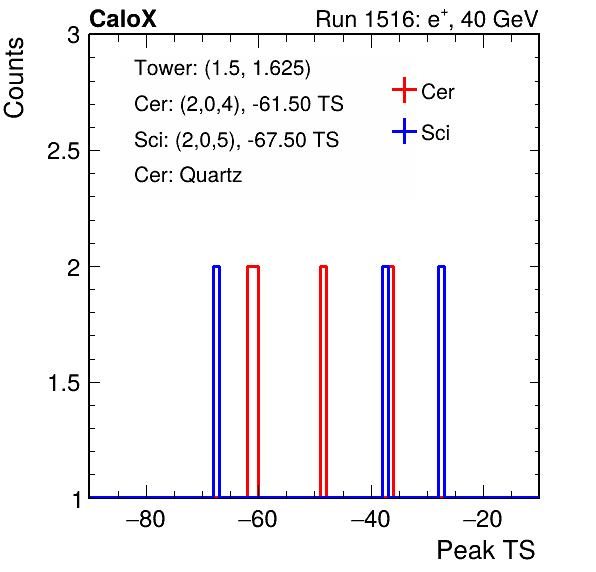 CaloX Run 1516: e⁺, 40 GeV
Counts
3
2.5
2
1.5
1
Tower: (1.5, 1.625)
Cer: (2,0,4), -61.50 TS
Sci: (2,0,5), -67.50 TS
Cer: Quartz
Cer
Sci
−80 −60 −40 −20
Peak TS